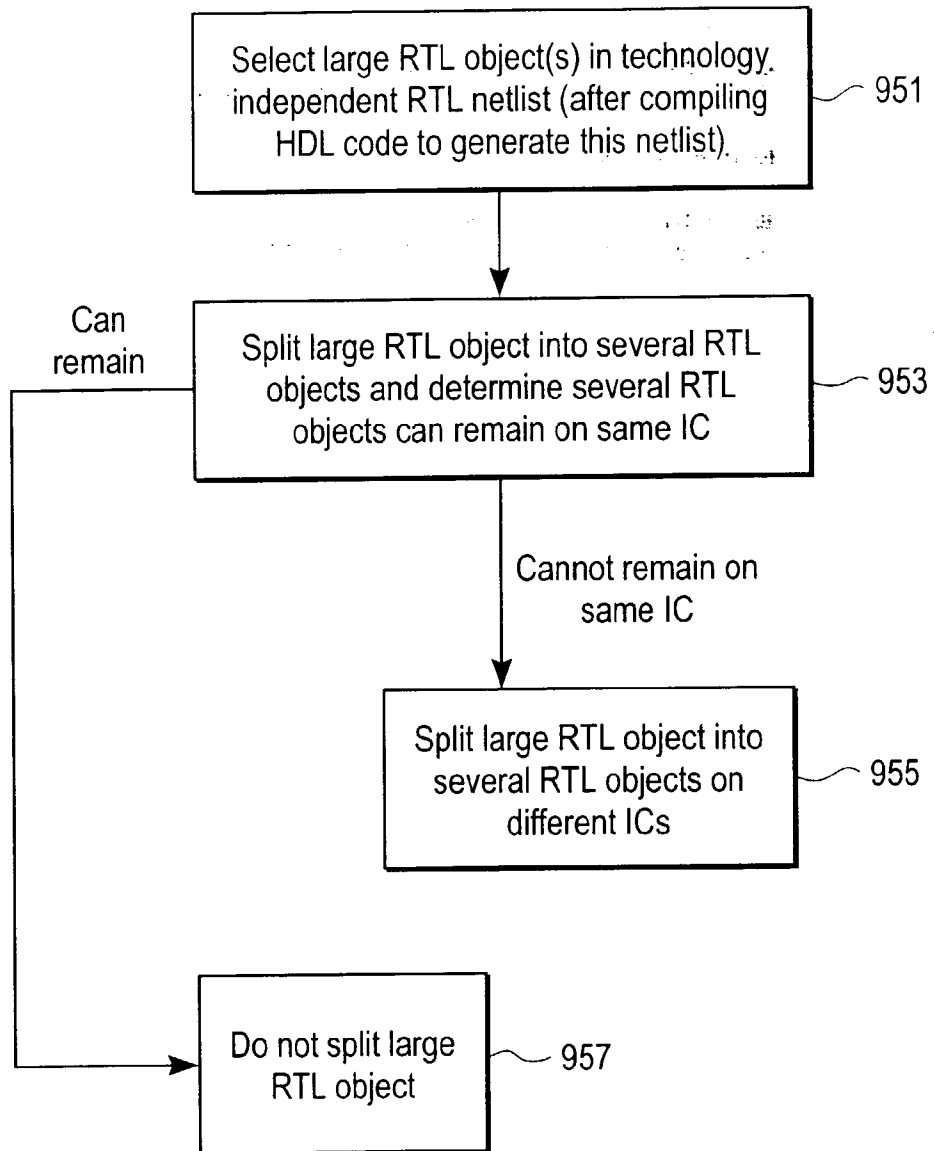 Select large RTL object(s) in technology
independent RTL netlist (after compiling
HDL code to generate this netlist).
951
Can
remain
Split large RTL object into several RTL
objects and determine several RTL
objects can remain on same IC
953
Cannot remain on
same IC
Split large RTL object into
several RTL objects on
different ICs
955
Do not split large
RTL object
957